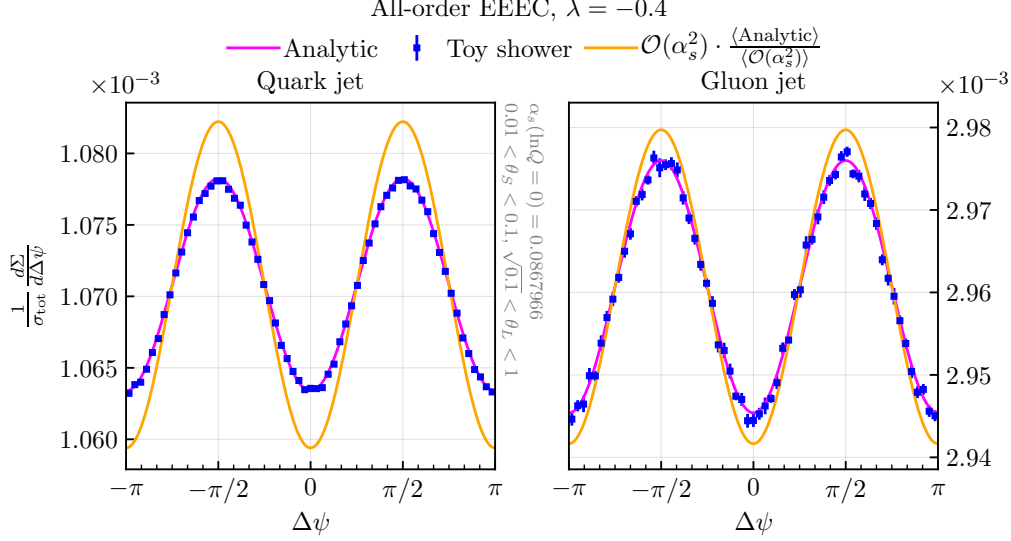 All-order EEEC, λ = −0.4
Analytic
Toy shower
𝒪(α_s^2) · ⟨Analytic⟩/⟨𝒪(α_s^2)⟩
×10^−3
Quark jet
Gluon jet
×10^−3
1.080
1.075
1.070
1.065
1.060
1/σ_tot dΣ/dΔψ
−π
−π/2
0
π/2
π
Δψ
α_s(lnQ = 0) = 0.0867966
0.01 < θ_S < 0.1, √0.1 < θ_L < 1
2.98
2.97
2.96
2.95
2.94
−π
−π/2
0
π/2
π
Δψ